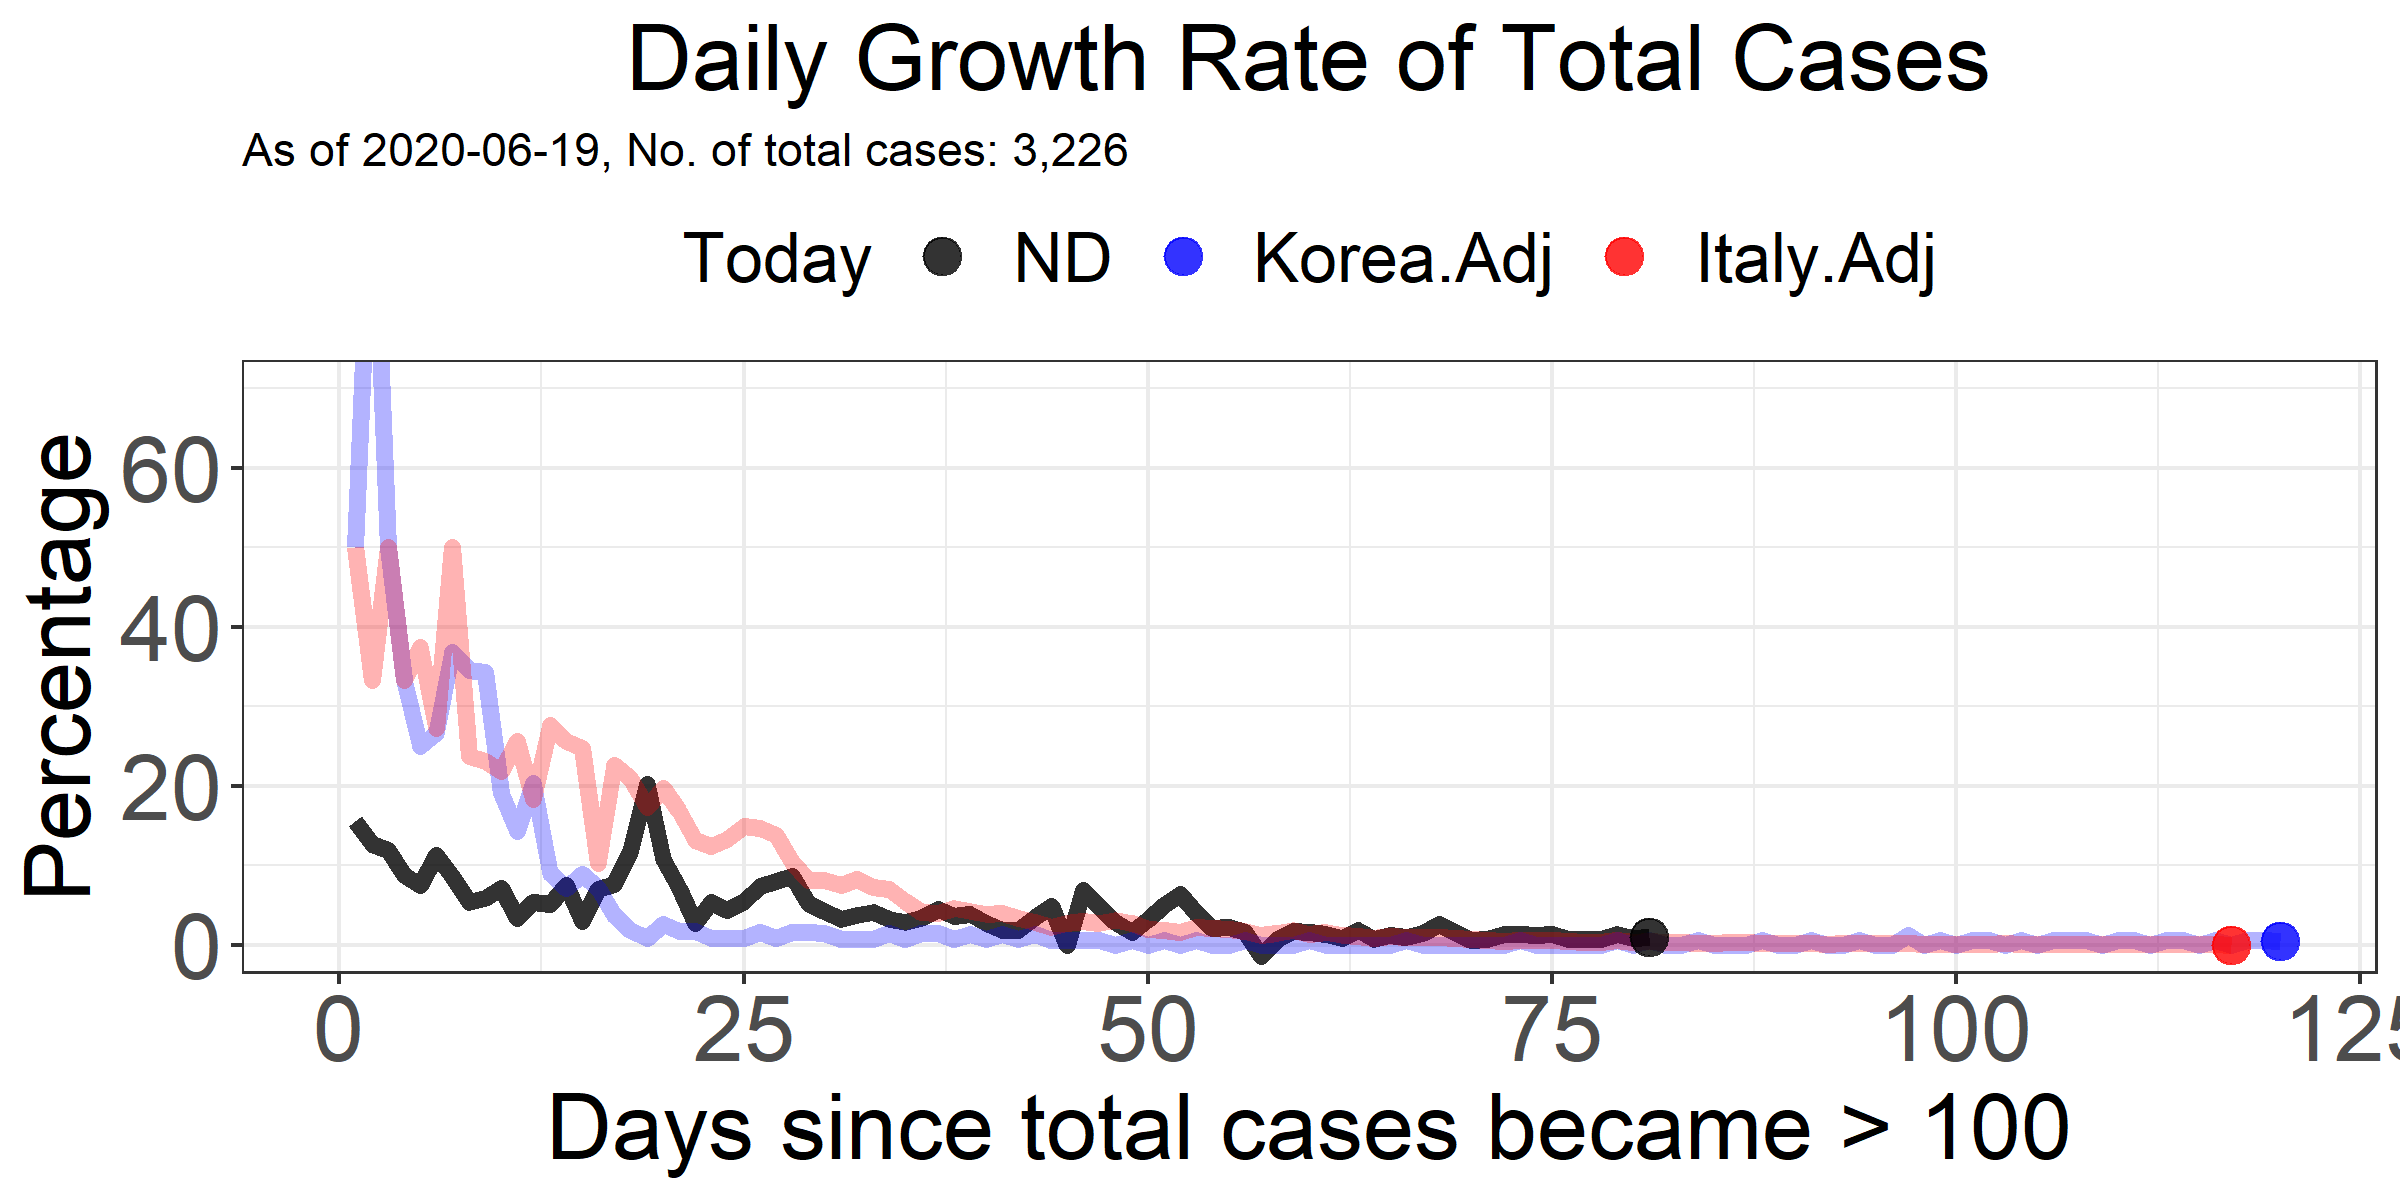 Daily Growth Rate of Total Cases
As of 2020-06-19, No. of total cases: 3,226
Today ND Korea.Adj Italy.Adj
Percentage
60
40
20
0
0 25 50 75 100 125
Days since total cases became > 100